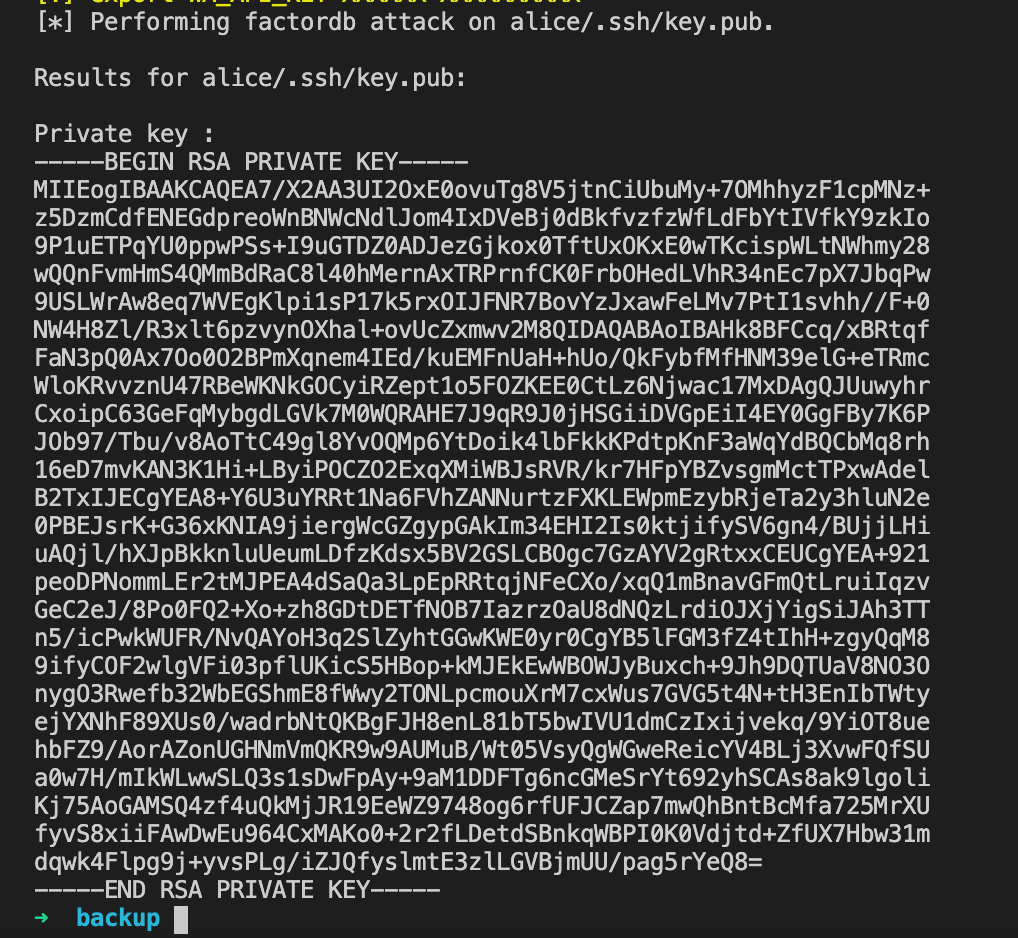 [*] Performing factordb attack on alice/.ssh/key.pub.
Results for alice/.ssh/key.pub:
Private key :
-----BEGIN RSA PRIVATE KEY-----
MIIEogIBAAKCAQEA7/X2AA3UI2OxE0ovuTg8V5jtnCiUbuMy+7OMhhyzF1cpMNz+
z5DzmCdfENEGdpreoWnBNWcNdlJom4IxDVeBj0dBkfvzfzWfLdFbYtIVfkY9zkIo
9P1uETPqYU0ppwPSs+I9uGTDZ0ADJezGjkox0TftUxOKxE0wTKcispWLtNWhmy28
wQQnFvmHmS4QMmBdRaC8l40hMernAxTRPrnfCK0FrbOHedLVhR34nEc7pX7JbqPw
9USLWrAw8eq7WVEgKlpi1sP17k5rxOIJFNR7BovYzJxawFeLMv7PtI1svhh//F+0
NW4H8Zl/R3xlt6pzvynOXhal+ovUcZxmwv2M8QIDAQABAoIBAHk8BFCcq/xBRtqf
FaN3pQ0Ax7Oo0O2BPmXqnem4IEd/kuEMFnUaH+hUo/QkFybfMfHNM39elG+eTRmc
WloKRvvznU47RBeWKNkGOCyiRZept1o5FOZKEE0CtLz6Njwac17MxDAgQJUuwyhr
CxoipC63GeFqMybgdLGVk7M0WQRAHE7J9qR9J0jHSGiiDVGpEiI4EY0GgFBy7K6P
JOb97/Tbu/v8AoTtC49gl8YvOQMp6YtDoik4lbFkkKPdtpKnF3aWqYdBQCbMq8rh
16eD7mvKAN3K1Hi+LByiPOCZO2ExqXMiWBJsRVR/kr7HFpYBZvsgmMctTPxwAdel
B2TxIJECgYEA8+Y6U3uYRRt1Na6FVhZANNurtzFXKLEWpmEzybRjeTa2y3hluN2e
0PBEJsrK+G36xKNIA9jiergWcGZgypGAkIm34EHI2Is0ktjifySV6gn4/BUjjLHi
uAQjl/hXJpBkknluUeumLDfzKdsx5BV2GSLCBOgc7GzAYV2gRtxxCEUCgYEA+921
peoDPNommLEr2tMJPEA4dSaQa3LpEpRRtqjNFeCXo/xqQ1mBnavGFmQtLruiIqzv
GeC2eJ/8Po0FQ2+Xo+zh8GDtDETfNOB7IazrzOaU8dNQzLrdiOJXjYigSiJAh3TT
n5/icPwkWUFR/NvQAYoH3q2SlZyhtGGwKWE0yr0CgYB5lFGM3fZ4tIhH+zgyQqM8
9ifyCOF2wlgVFi03pflUKicS5HBop+kMJEkEwWBOWJyBuxch+9Jh9DQTUaV8NO3O
nygO3Rwefb32WbEGShmE8fWwy2TONLpcmouXrM7cxWus7GVG5t4N+tH3EnIbTWty
ejYXNhF89XUs0/wadrbNtQKBgFJH8enL81bT5bwIVU1dmCzIxijvekq/9YiOT8ue
hbFZ9/AorAZonUGHNmVmQKR9w9AUMuB/Wt05VsyQgWGweReicYV4BLj3XvwFQfSU
a0w7H/mIkWLwwSLQ3s1sDwFpAy+9aM1DDFTg6ncGMeSrYt692yhSCAs8ak9lgoli
Kj75AoGAMSQ4zf4uQkMjJR19EeWZ9748og6rfUFJCZap7mwQhBntBcMfa725MrXU
fyvS8xiiFAwDwEu964CxMAKo0+2r2fLDetdSBnkqWBPI0K0Vdjtd+ZfUX7Hbw31m
dqwk4Flpg9j+yvsPLg/iZJQfyslmtE3zlLGVBjmUU/pag5rYeQ8=
-----END RSA PRIVATE KEY-----
➜ backup